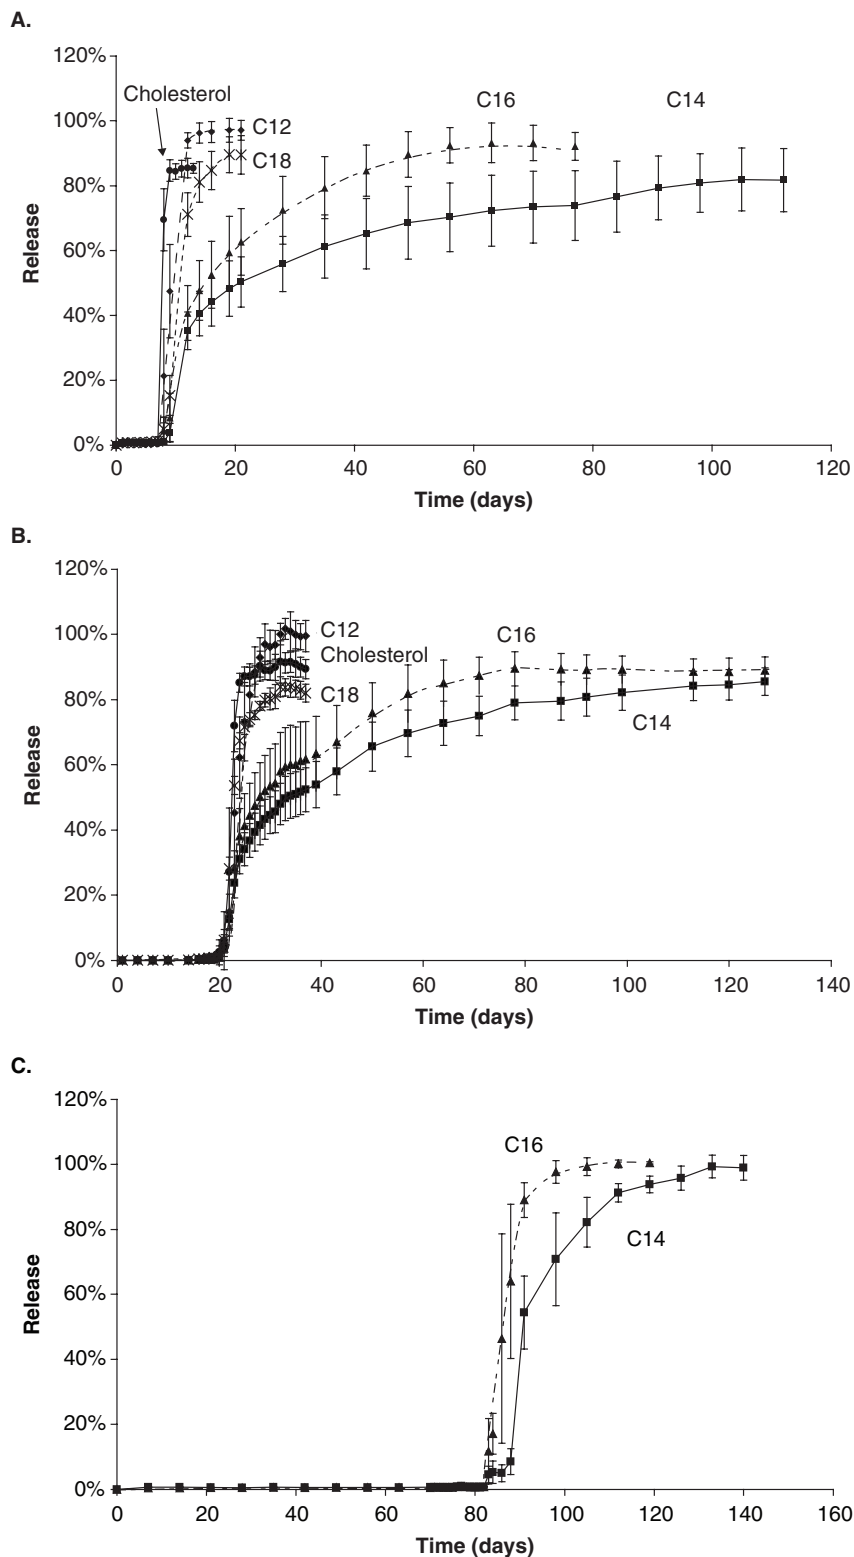 A.
120%
100%
80%
60%
40%
20%
0%
Release
Cholesterol
C12
C18
C16
C14
0 20 40 60 80 100 120
Time (days)
B.
120%
100%
80%
60%
40%
20%
0%
Release
C12
Cholesterol
C18
C16
C14
0 20 40 60 80 100 120 140
Time (days)
C.
120%
100%
80%
60%
40%
20%
0%
Release
C16
C14
0 20 40 60 80 100 120 140 160
Time (days)